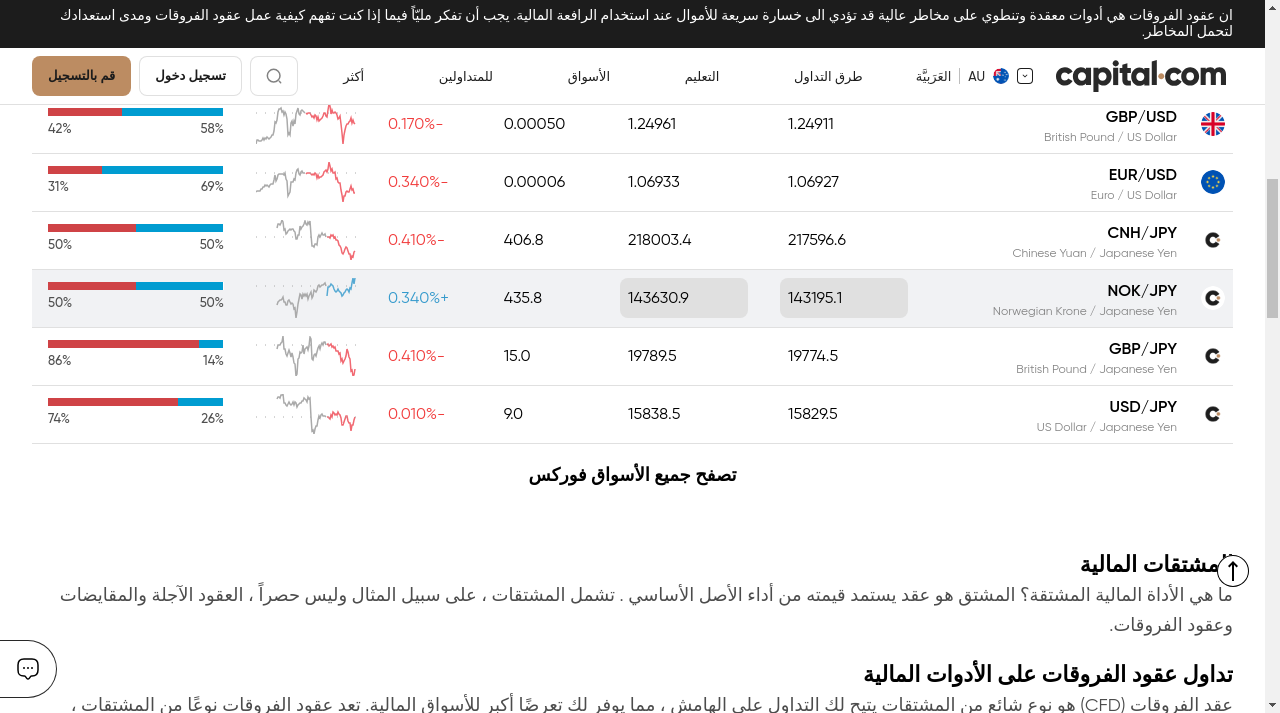 ان عقود الفروقات هي أدوات معقدة وتنطوي على مخاطر عالية قد تؤدي الى خسارة سريعة للأموال عند استخدام الرافعة المالية. يجب أن تفكر مليّاً فيما إذا كنت تفهم كيفية عمل عقود الفروقات ومدى استعدادك
لتحمل المخاطر.
capital.com AU العَرَبيَّة طرق التداول التعليم الأسواق للمتداولين أكثر تسجيل دخول قم بالتسجيل
GBP/USD 1.24911 1.24961 0.00050 0.170%- 58% 42%
British Pound / US Dollar
EUR/USD 1.06927 1.06933 0.00006 0.340%- 69% 31%
Euro / US Dollar
CNH/JPY 217596.6 218003.4 406.8 0.410%- 50% 50%
Chinese Yuan / Japanese Yen
NOK/JPY 143195.1 143630.9 435.8 0.340%+ 50% 50%
Norwegian Krone / Japanese Yen
GBP/JPY 19774.5 19789.5 15.0 0.410%- 14% 86%
British Pound / Japanese Yen
USD/JPY 15829.5 15838.5 9.0 0.010%- 26% 74%
US Dollar / Japanese Yen
تصفح جميع الأسواق فوركس
المشتقات المالية
ما هي الأداة المالية المشتقة؟ المشتق هو عقد يستمد قيمته من أداء الأصل الأساسي . تشمل المشتقات ، على سبيل المثال وليس حصراً ، العقود الآجلة والمقايضات
وعقود الفروقات.
تداول عقود الفروقات على الأدوات المالية
عقد الفروقات (CFD) هو نوع شائع من المشتقات يتيح لك التداول على الهامش ، مما يوفر لك تعرضًا أكبر للأسواق المالية. تعد عقود الفروقات نوعًا من المشتقات ،